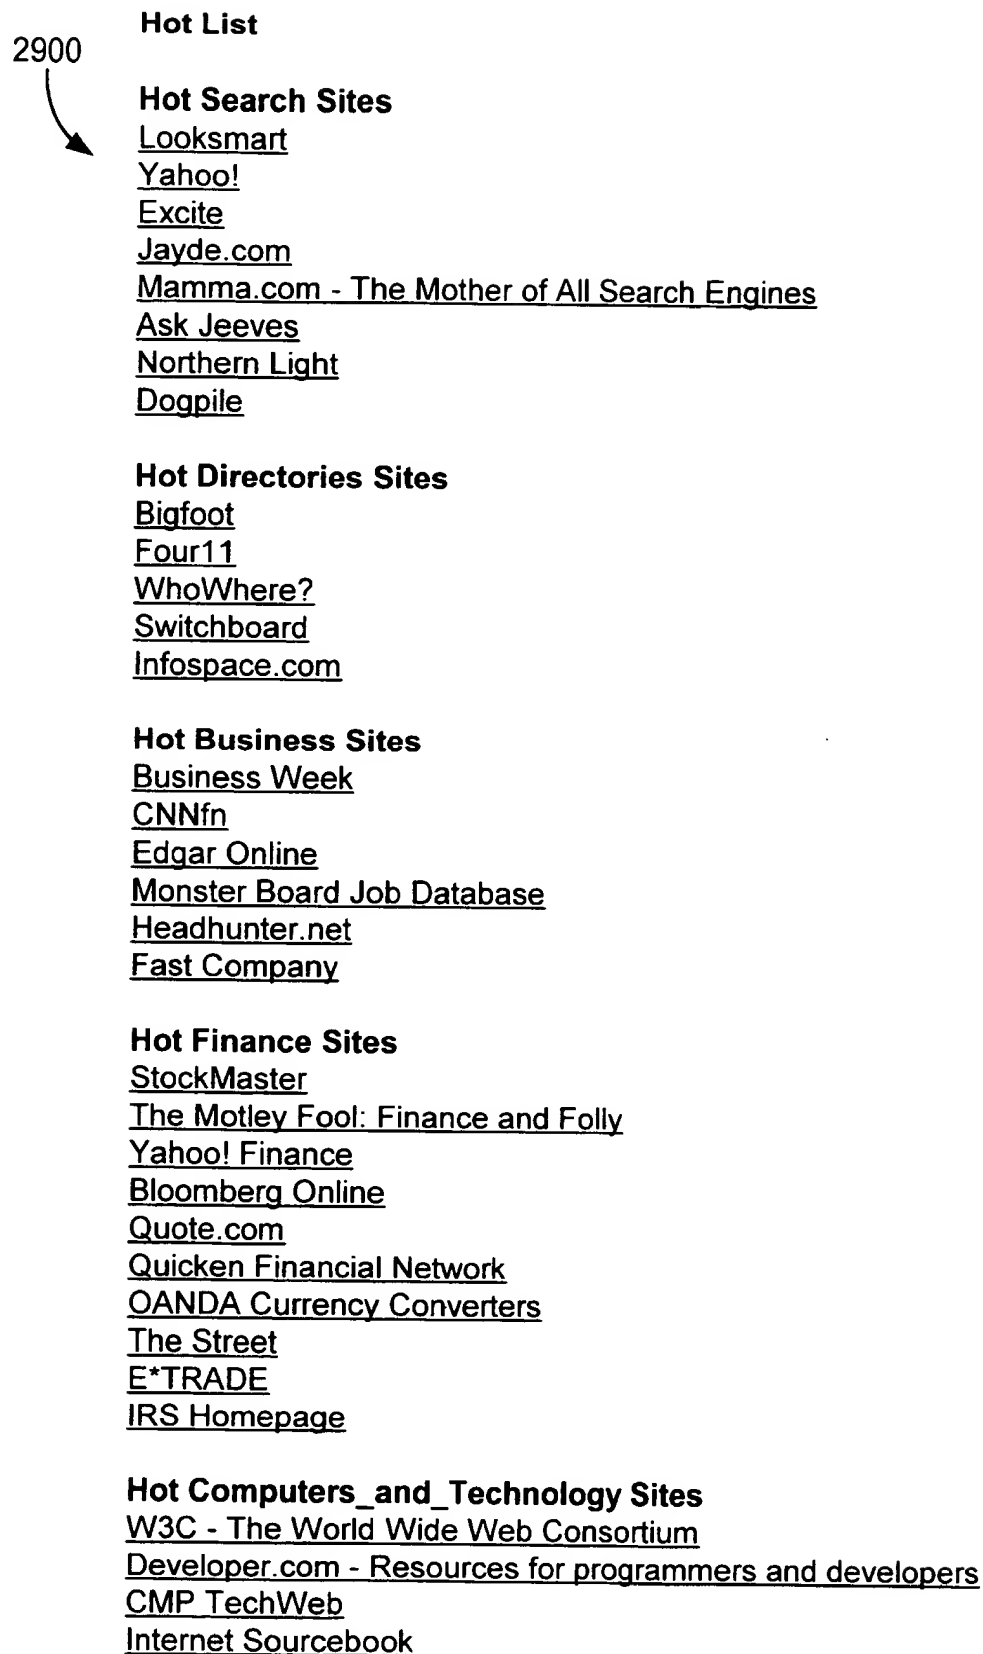 Hot List
2900
Hot Search Sites
Looksmart
Yahoo!
Excite
Jayde.com
Mamma.com - The Mother of All Search Engines
Ask Jeeves
Northern Light
Dogpile
Hot Directories Sites
Bigfoot
Four11
WhoWhere?
Switchboard
Infospace.com
Hot Business Sites
Business Week
CNNfn
Edgar Online
Monster Board Job Database
Headhunter.net
Fast Company
Hot Finance Sites
StockMaster
The Motley Fool: Finance and Folly
Yahoo! Finance
Bloomberg Online
Quote.com
Quicken Financial Network
OANDA Currency Converters
The Street
E*TRADE
IRS Homepage
Hot Computers_and_Technology Sites
W3C - The World Wide Web Consortium
Developer.com - Resources for programmers and developers
CMP TechWeb
Internet Sourcebook